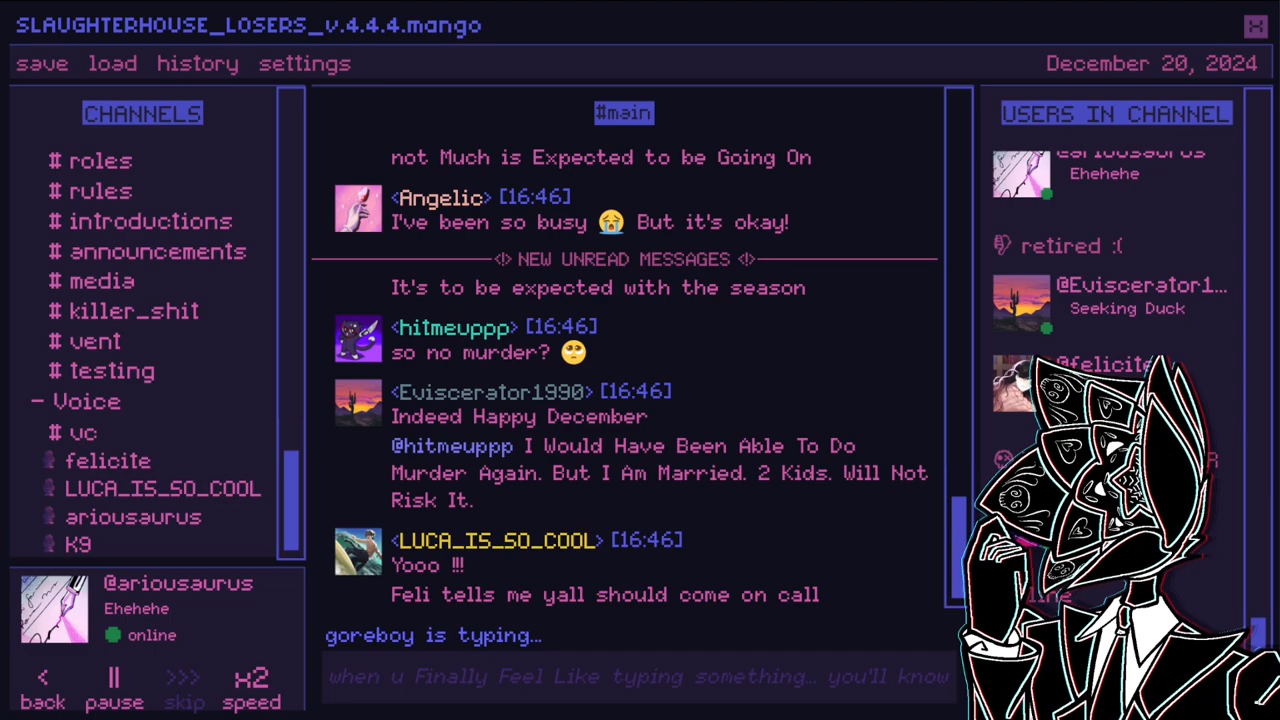 SLAUGHTERHOUSE_LOSERS_v.4.4.4.mango
x
save load history settings
December 20, 2024
CHANNELS
# roles
# rules
# introductions
# announcements
# media
# killer_shit
# vent
# testing
- Voice
# vc
felicite
LUCA_IS_SO_COOL
ariousaurus
K9
@ariousaurus
Ehehehe
online
< || >>> x2
back pause skip speed
#main
not Much is Expected to be Going On
<Angelic> [16:46]
I've been so busy 😭 But it's okay!
NEW UNREAD MESSAGES
It's to be expected with the season
<hitmeuppp> [16:46]
so no murder? 🥺
<Eviscerator1990> [16:46]
Indeed Happy December
@hitmeuppp I Would Have Been Able To Do
Murder Again. But I Am Married. 2 Kids. Will Not
Risk It.
<LUCA_IS_SO_COOL> [16:46]
Yooo !!!
Feli tells me yall should come on call
goreboy is typing...
when u Finally Feel Like typing something... you'll know
USERS IN CHANNEL
@ariousaurus
Ehehehe
retired :(
@Eviscerator1...
Seeking Duck
@felicite